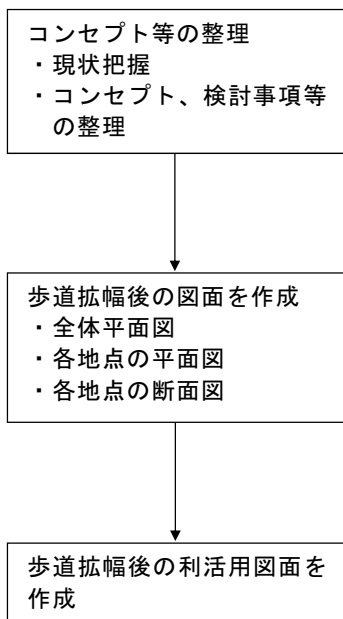 コンセプト等の整理
・現状把握
・コンセプト、検討事項等
の整理
歩道拡幅後の図面を作成
・全体平面図
・各地点の平面図
・各地点の断面図
歩道拡幅後の利活用図面を
作成